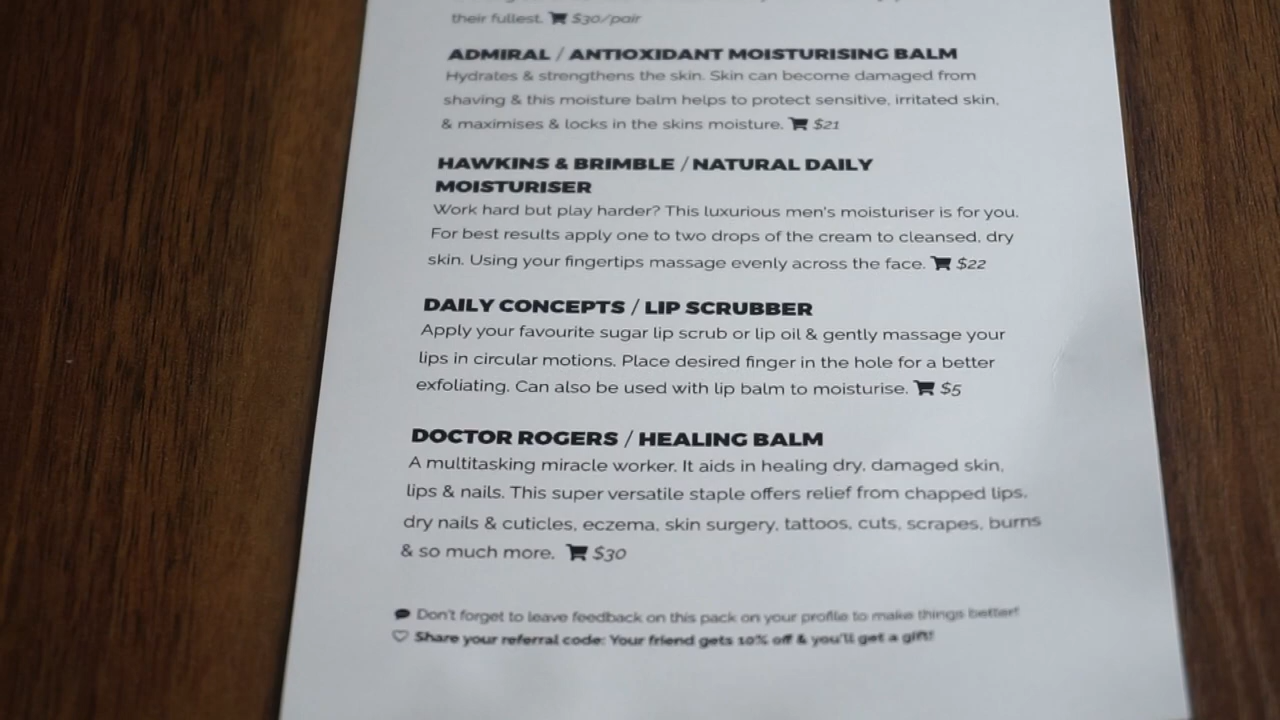 their fullest. $30/pair
ADMIRAL / ANTIOXIDANT MOISTURISING BALM
Hydrates & strengthens the skin. Skin can become damaged from
shaving & this moisture balm helps to protect sensitive, irritated skin,
& maximises & locks in the skins moisture. $21
HAWKINS & BRIMBLE / NATURAL DAILY
MOISTURISER
Work hard but play harder? This luxurious men's moisturiser is for you.
For best results apply one to two drops of the cream to cleansed, dry
skin. Using your fingertips massage evenly across the face. $22
DAILY CONCEPTS / LIP SCRUBBER
Apply your favourite sugar lip scrub or lip oil & gently massage your
lips in circular motions. Place desired finger in the hole for a better
exfoliating. Can also be used with lip balm to moisturise. $5
DOCTOR ROGERS / HEALING BALM
A multitasking miracle worker. It aids in healing dry, damaged skin,
lips & nails. This super versatile staple offers relief from chapped lips,
dry nails & cuticles, eczema, skin surgery, tattoos, cuts, scrapes, burns
& so much more. $30
Don't forget to leave feedback on this pack on your profile to make things better!
Share your referral code: Your friend gets 10% off & you'll get a gift!